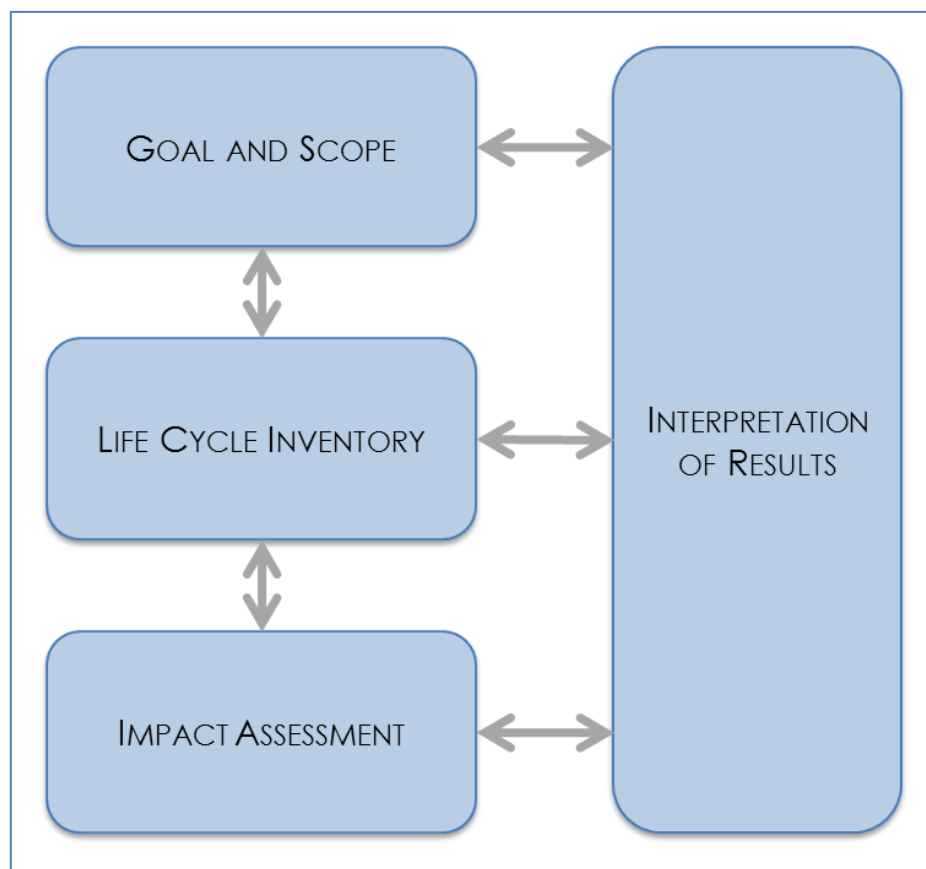 GOAL AND SCOPE
LIFE CYCLE INVENTORY
IMPACT ASSESSMENT
INTERPRETATION
OF RESULTS